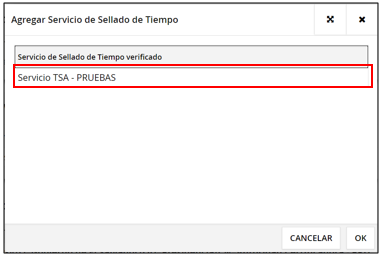 Agregar Servicio de Sellado de Tiempo
Servicio de Sellado de Tiempo verificado
Servicio TSA - PRUEBAS
CANCELAR OK